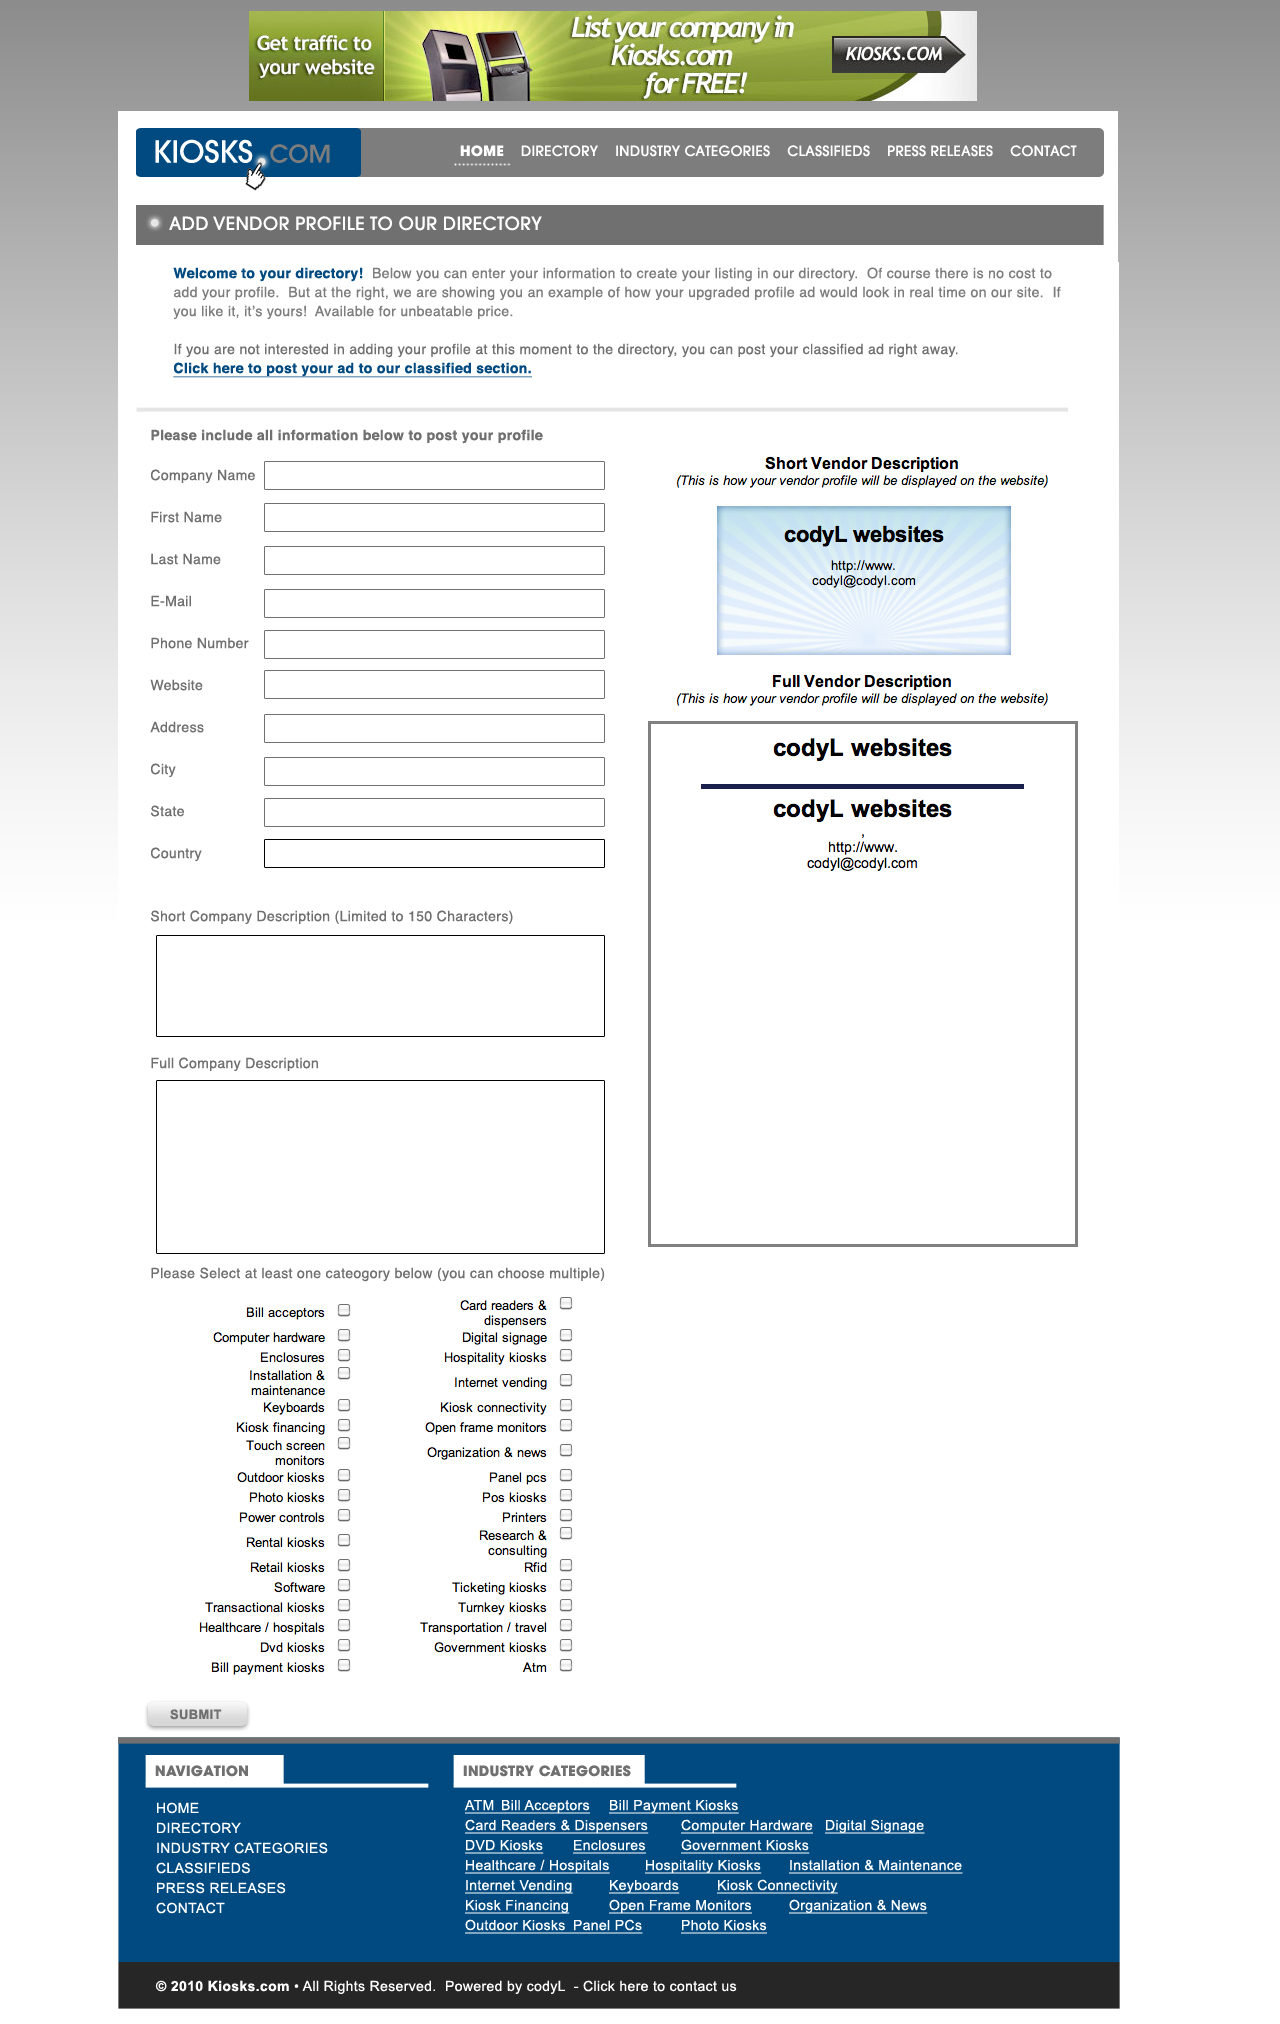 Get traffic to
your website
List your company in
Kiosks.com
for FREE!
KIOSKS.COM
KIOSKS.COM
HOME DIRECTORY INDUSTRY CATEGORIES CLASSIFIEDS PRESS RELEASES CONTACT
ADD VENDOR PROFILE TO OUR DIRECTORY
Welcome to your directory! Below you can enter your information to create your listing in our directory. Of course there is no cost to
add your profile. But at the right, we are showing you an example of how your upgraded profile ad would look in real time on our site. If
you like it, it's yours! Available for unbeatable price.
If you are not interested in adding your profile at this moment to the directory, you can post your classified ad right away.
Click here to post your ad to our classified section.
Please include all information below to post your profile
Company Name
First Name
Last Name
E-Mail
Phone Number
Website
Address
City
State
Country
Short Company Description (Limited to 150 Characters)
Full Company Description
Short Vendor Description
(This is how your vendor profile will be displayed on the website)
codyL websites
http://www.
codyl@codyl.com
Full Vendor Description
(This is how your vendor profile will be displayed on the website)
codyL websites
codyL websites
,
http://www.
codyl@codyl.com
Please Select at least one cateogory below (you can choose multiple)
Bill acceptors Card readers &
dispensers
Computer hardware Digital signage
Enclosures Hospitality kiosks
Installation &
maintenance Internet vending
Keyboards Kiosk connectivity
Kiosk financing Open frame monitors
Touch screen
monitors Organization & news
Outdoor kiosks Panel pcs
Photo kiosks Pos kiosks
Power controls Printers
Rental kiosks Research &
consulting
Retail kiosks Rfid
Software Ticketing kiosks
Transactional kiosks Turnkey kiosks
Healthcare / hospitals Transportation / travel
Dvd kiosks Government kiosks
Bill payment kiosks Atm
SUBMIT
NAVIGATION
HOME
DIRECTORY
INDUSTRY CATEGORIES
CLASSIFIEDS
PRESS RELEASES
CONTACT
INDUSTRY CATEGORIES
ATM Bill Acceptors Bill Payment Kiosks
Card Readers & Dispensers Computer Hardware Digital Signage
DVD Kiosks Enclosures Government Kiosks
Healthcare / Hospitals Hospitality Kiosks Installation & Maintenance
Internet Vending Keyboards Kiosk Connectivity
Kiosk Financing Open Frame Monitors Organization & News
Outdoor Kiosks Panel PCs Photo Kiosks
© 2010 Kiosks.com • All Rights Reserved. Powered by codyL - Click here to contact us